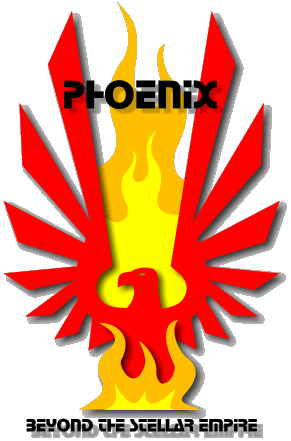 PHOENIX
BEYOND THE STELLAR EMPIRE